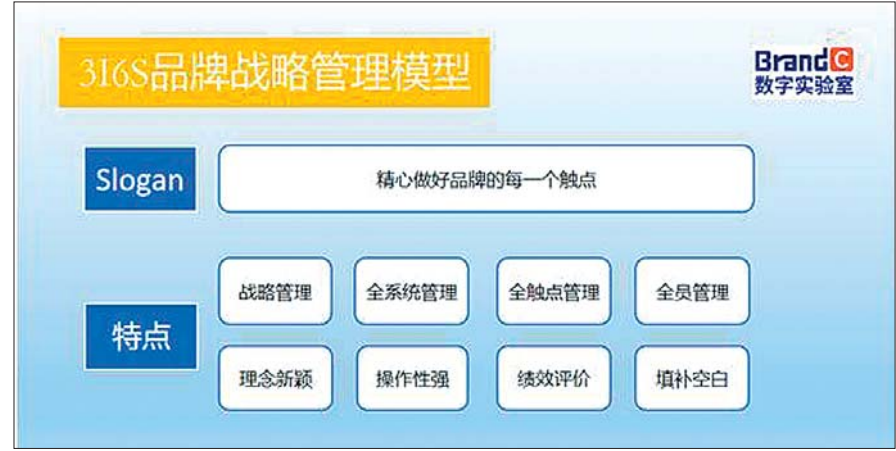 3I6S品牌战略管理模型
BrandC
数字实验室
Slogan
精心做好品牌的每一个触点
特点
战略管理
全系统管理
全触点管理
全员管理
理念新颖
操作性强
绩效评价
填补空白